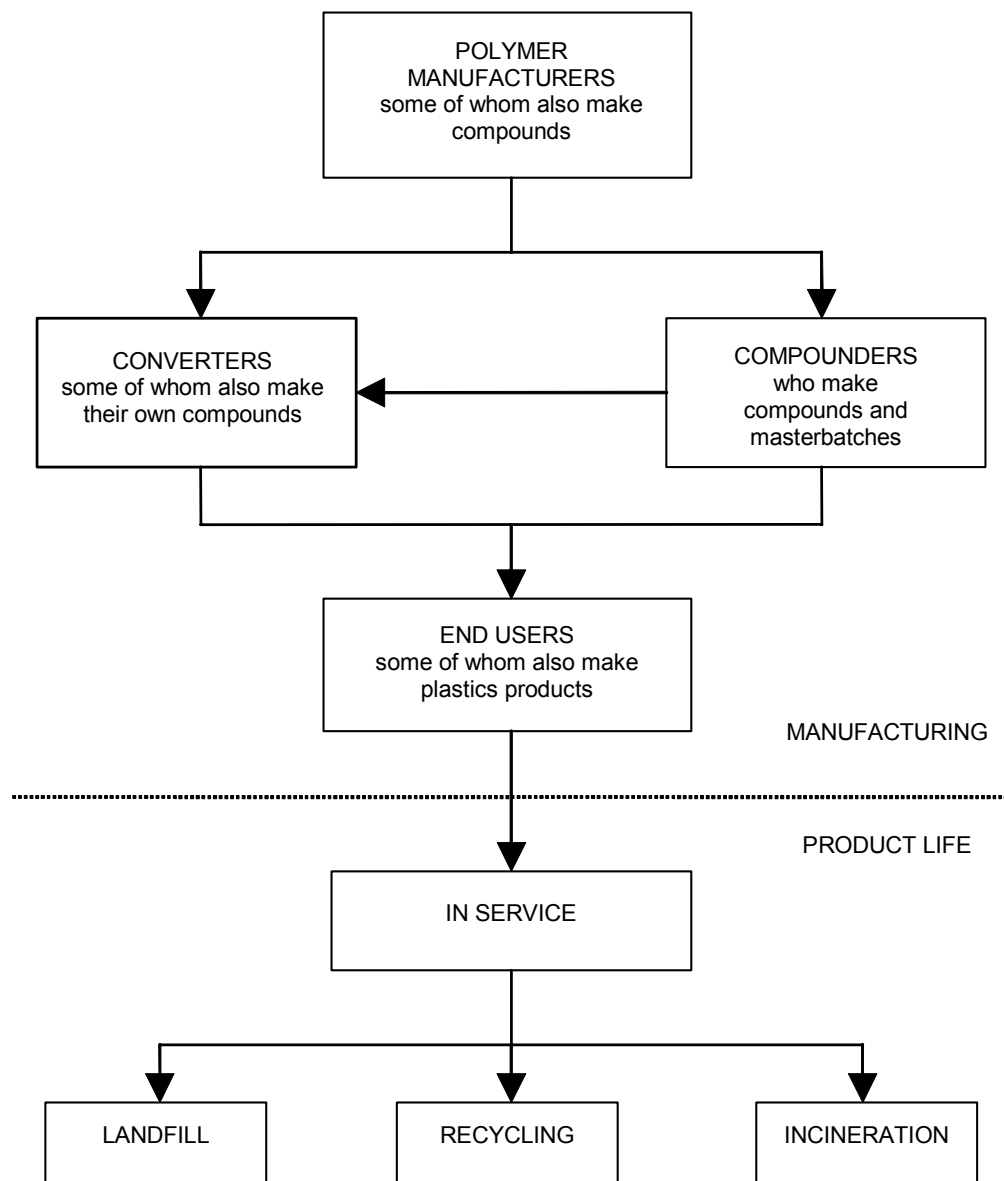 POLYMER
MANUFACTURERS
some of whom also make
compounds
CONVERTERS
some of whom also make
their own compounds
COMPOUNDERS
who make
compounds and
masterbatches
END USERS
some of whom also make
plastics products
MANUFACTURING
PRODUCT LIFE
IN SERVICE
LANDFILL
RECYCLING
INCINERATION